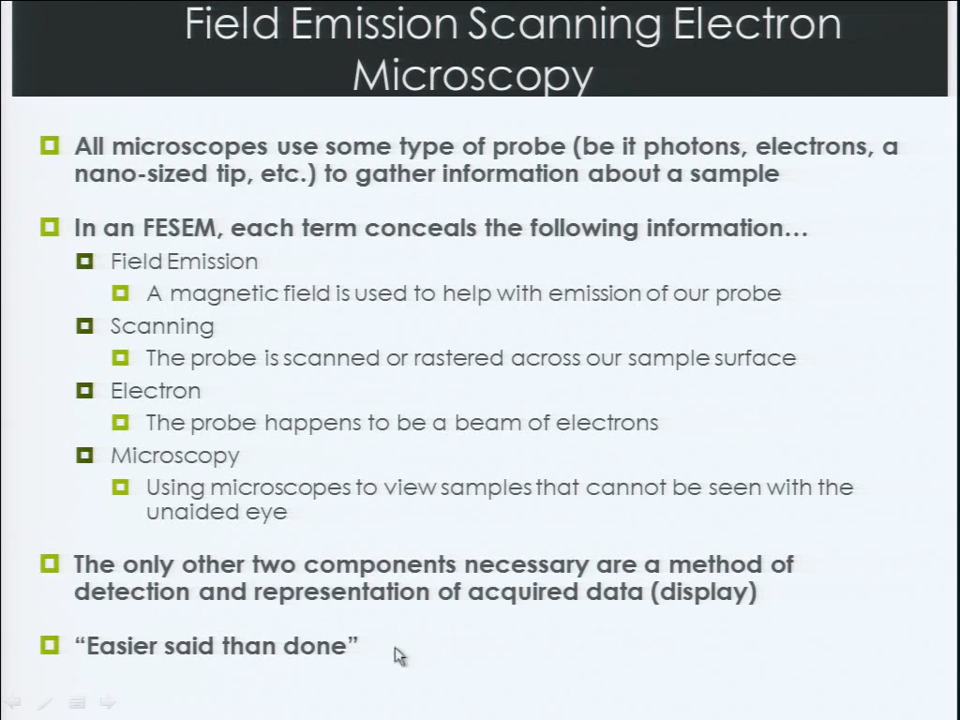 Field Emission Scanning Electron
Microscopy
All microscopes use some type of probe (be it photons, electrons, a
nano-sized tip, etc.) to gather information about a sample
In an FESEM, each term conceals the following information…
Field Emission
A magnetic field is used to help with emission of our probe
Scanning
The probe is scanned or rastered across our sample surface
Electron
The probe happens to be a beam of electrons
Microscopy
Using microscopes to view samples that cannot be seen with the
unaided eye
The only other two components necessary are a method of
detection and representation of acquired data (display)
“Easier said than done”